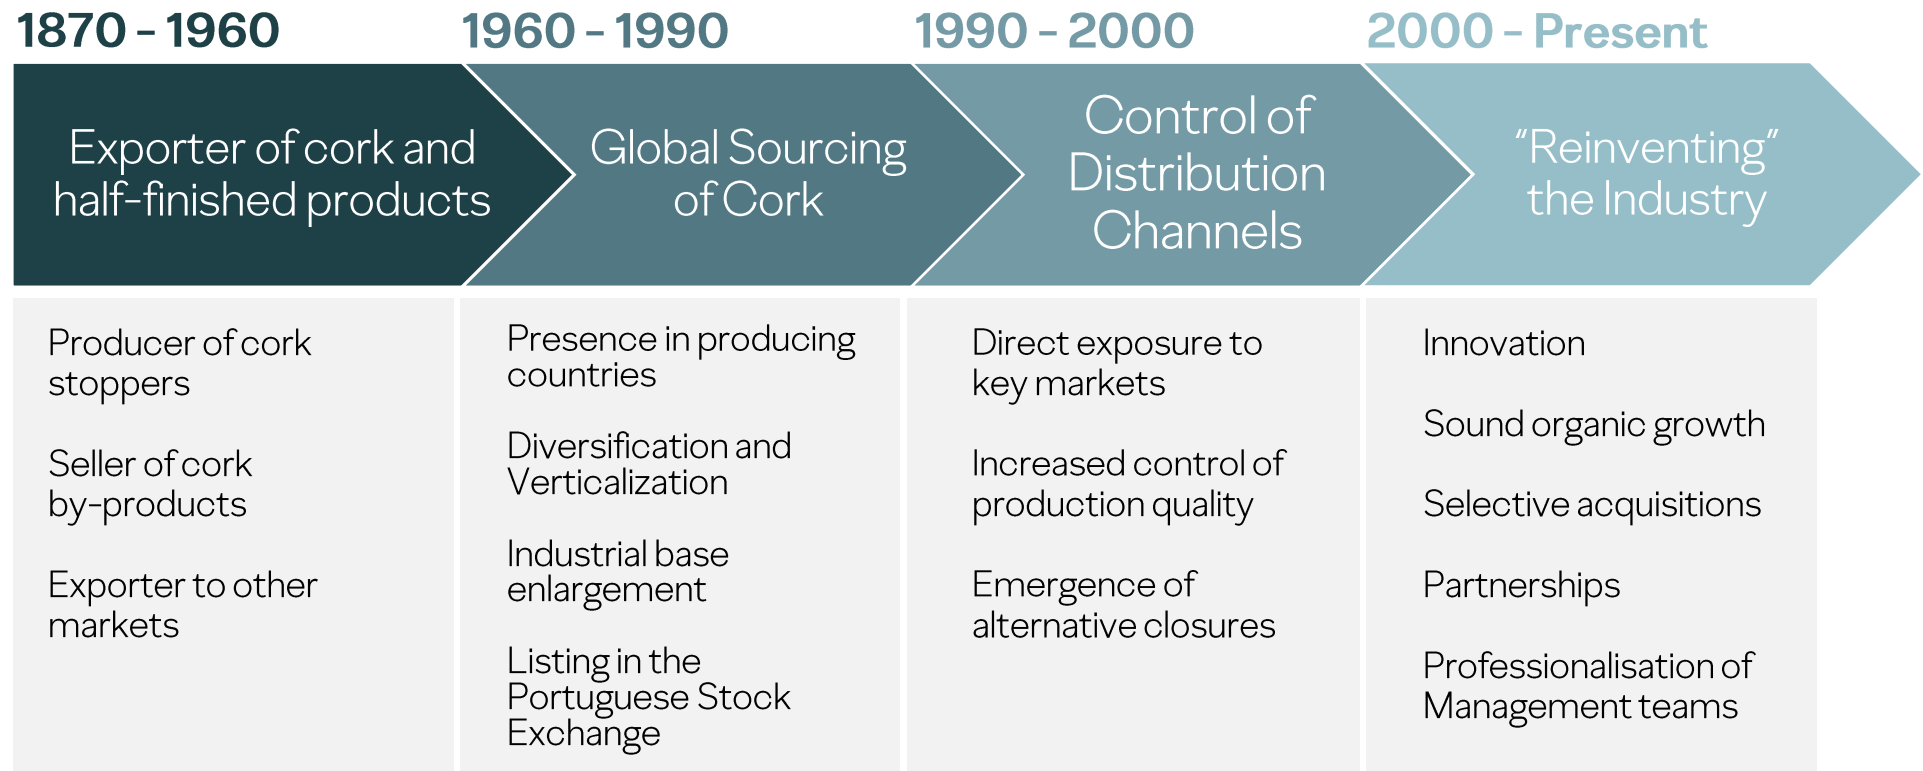 1870 – 1960
1960 – 1990
1990 – 2000
2000 – Present
Exporter of cork and
half-finished products
Global Sourcing
of Cork
Control of
Distribution
Channels
“Reinventing”
the Industry
Producer of cork
stoppers
Seller of cork
by-products
Exporter to other
markets
Presence in producing
countries
Diversification and
Verticalization
Industrial base
enlargement
Listing in the
Portuguese Stock
Exchange
Direct exposure to
key markets
Increased control of
production quality
Emergence of
alternative closures
Innovation
Sound organic growth
Selective acquisitions
Partnerships
Professionalisation of
Management teams